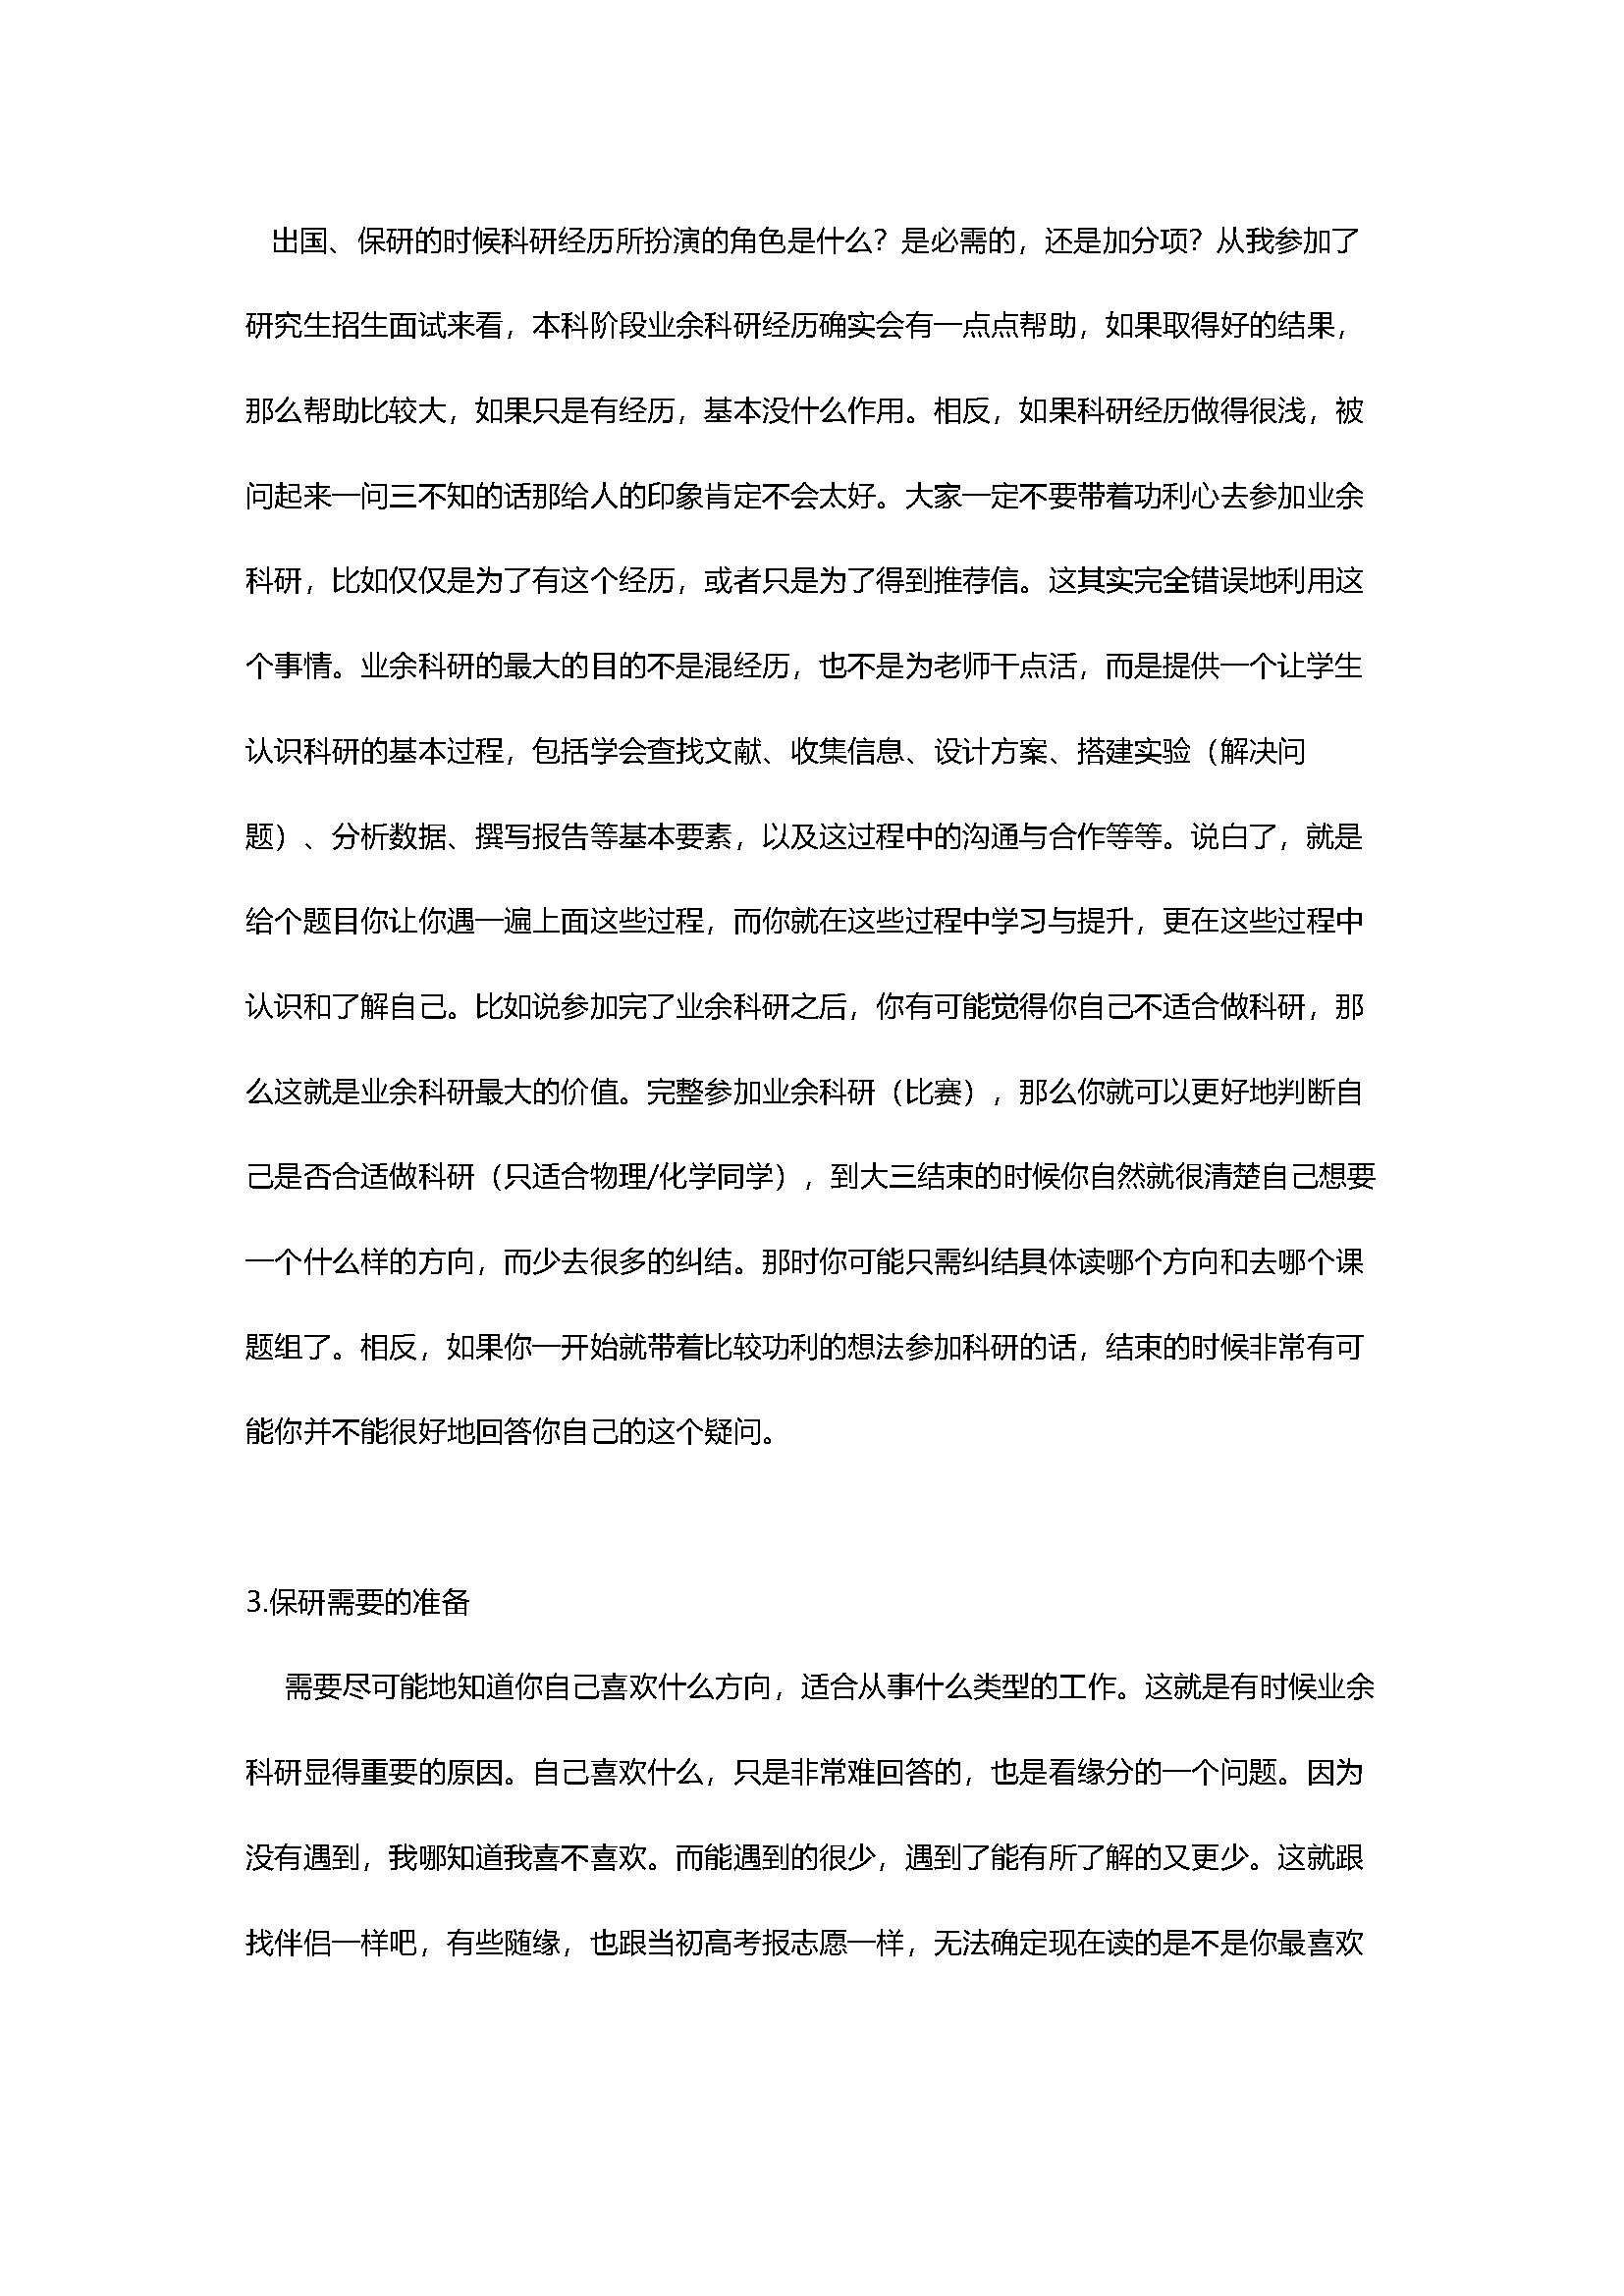 出国、保研的时候科研经历所扮演的角色是什么？是必需的，还是加分项？从我参加了
研究生招生面试来看，本科阶段业余科研经历确实会有一点点帮助，如果取得好的结果，
那么帮助比较大，如果只是有经历，基本没什么作用。相反，如果科研经历做得很浅，被
问起来一问三不知的话那给人的印象肯定不会太好。大家一定不要带着功利心去参加业余
科研，比如仅仅是为了有这个经历，或者只是为了得到推荐信。这其实完全错误地利用这
个事情。业余科研的最大的目的不是混经历，也不是为老师干点活，而是提供一个让学生
认识科研的基本过程，包括学会查找文献、收集信息、设计方案、搭建实验（解决问
题）、分析数据、撰写报告等基本要素，以及这过程中的沟通与合作等等。说白了，就是
给个题目你让你遇一遍上面这些过程，而你就在这些过程中学习与提升，更在这些过程中
认识和了解自己。比如说参加完了业余科研之后，你有可能觉得你自己不适合做科研，那
么这就是业余科研最大的价值。完整参加业余科研（比赛），那么你就可以更好地判断自
己是否合适做科研（只适合物理/化学同学），到大三结束的时候你自然就很清楚自己想要
一个什么样的方向，而少去很多的纠结。那时你可能只需纠结具体读哪个方向和去哪个课
题组了。相反，如果你一开始就带着比较功利的想法参加科研的话，结束的时候非常有可
能你并不能很好地回答你自己的这个疑问。
3.保研需要的准备
需要尽可能地知道你自己喜欢什么方向，适合从事什么类型的工作。这就是有时候业余
科研显得重要的原因。自己喜欢什么，只是非常难回答的，也是看缘分的一个问题。因为
没有遇到，我哪知道我喜不喜欢。而能遇到的很少，遇到了能有所了解的又更少。这就跟
找伴侣一样吧，有些随缘，也跟当初高考报志愿一样，无法确定现在读的是不是你最喜欢